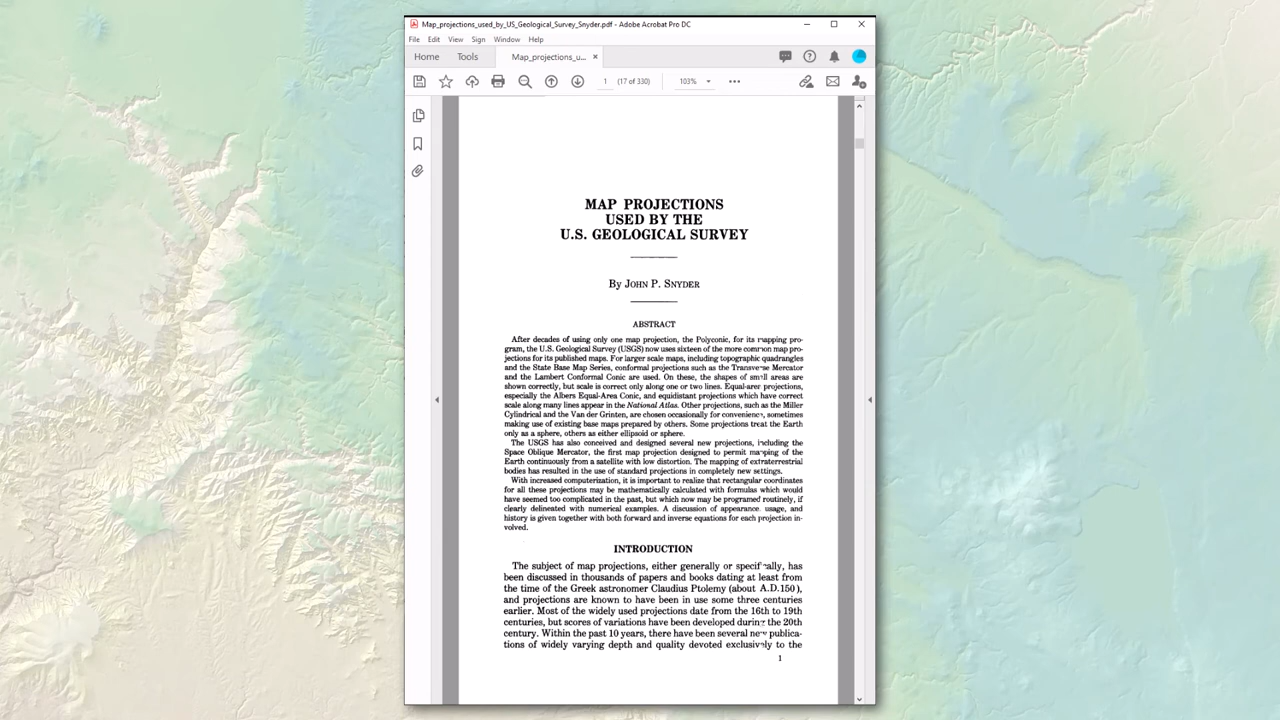 Map_projections_used_by_US_Geological_Survey_Snyder.pdf - Adobe Acrobat Pro DC
File Edit View Sign Window Help
Home Tools Map_projections_u... ×
1 (17 of 330) 103%
MAP PROJECTIONS
USED BY THE
U.S. GEOLOGICAL SURVEY
By JOHN P. SNYDER
ABSTRACT
After decades of using only one map projection, the Polyconic, for its mapping pro-
gram, the U.S. Geological Survey (USGS) now uses sixteen of the more common map pro-
jections for its published maps. For larger scale maps, including topographic quadrangles
and the State Base Map Series, conformal projections such as the Transverse Mercator
and the Lambert Conformal Conic are used. On these, the shapes of small areas are
shown correctly, but scale is correct only along one or two lines. Equal-area projections,
especially the Albers Equal-Area Conic, and equidistant projections which have correct
scale along many lines appear in the National Atlas. Other projections, such as the Miller
Cylindrical and the Van der Grinten, are chosen occasionally for convenience, sometimes
making use of existing base maps prepared by others. Some projections treat the Earth
only as a sphere, others as either ellipsoid or sphere.
The USGS has also conceived and designed several new projections, including the
Space Oblique Mercator, the first map projection designed to permit mapping of the
Earth continuously from a satellite with low distortion. The mapping of extraterrestrial
bodies has resulted in the use of standard projections in completely new settings.
With increased computerization, it is important to realize that rectangular coordinates
for all these projections may be mathematically calculated with formulas which would
have seemed too complicated in the past, but which now may be programed routinely, if
clearly delineated with numerical examples. A discussion of appearance, usage, and
history is given together with both forward and inverse equations for each projection in-
volved.
INTRODUCTION
The subject of map projections, either generally or specifically, has
been discussed in thousands of papers and books dating at least from
the time of the Greek astronomer Claudius Ptolemy (about A.D. 150),
and projections are known to have been in use some three centuries
earlier. Most of the widely used projections date from the 16th to 19th
centuries, but scores of variations have been developed during the 20th
century. Within the past 10 years, there have been several new publica-
tions of widely varying depth and quality devoted exclusively to the
1